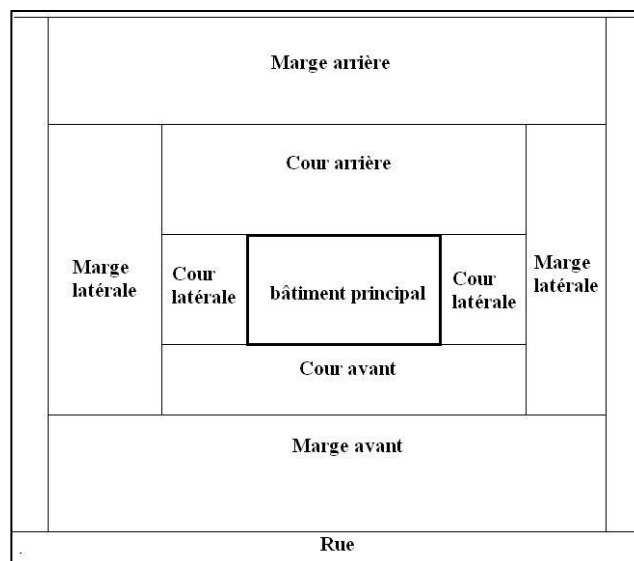 Marge arrière
Cour arrière
Marge
latérale
Cour
latérale
bâtiment principal
Cour
latérale
Marge
latérale
Cour avant
Marge avant
Rue